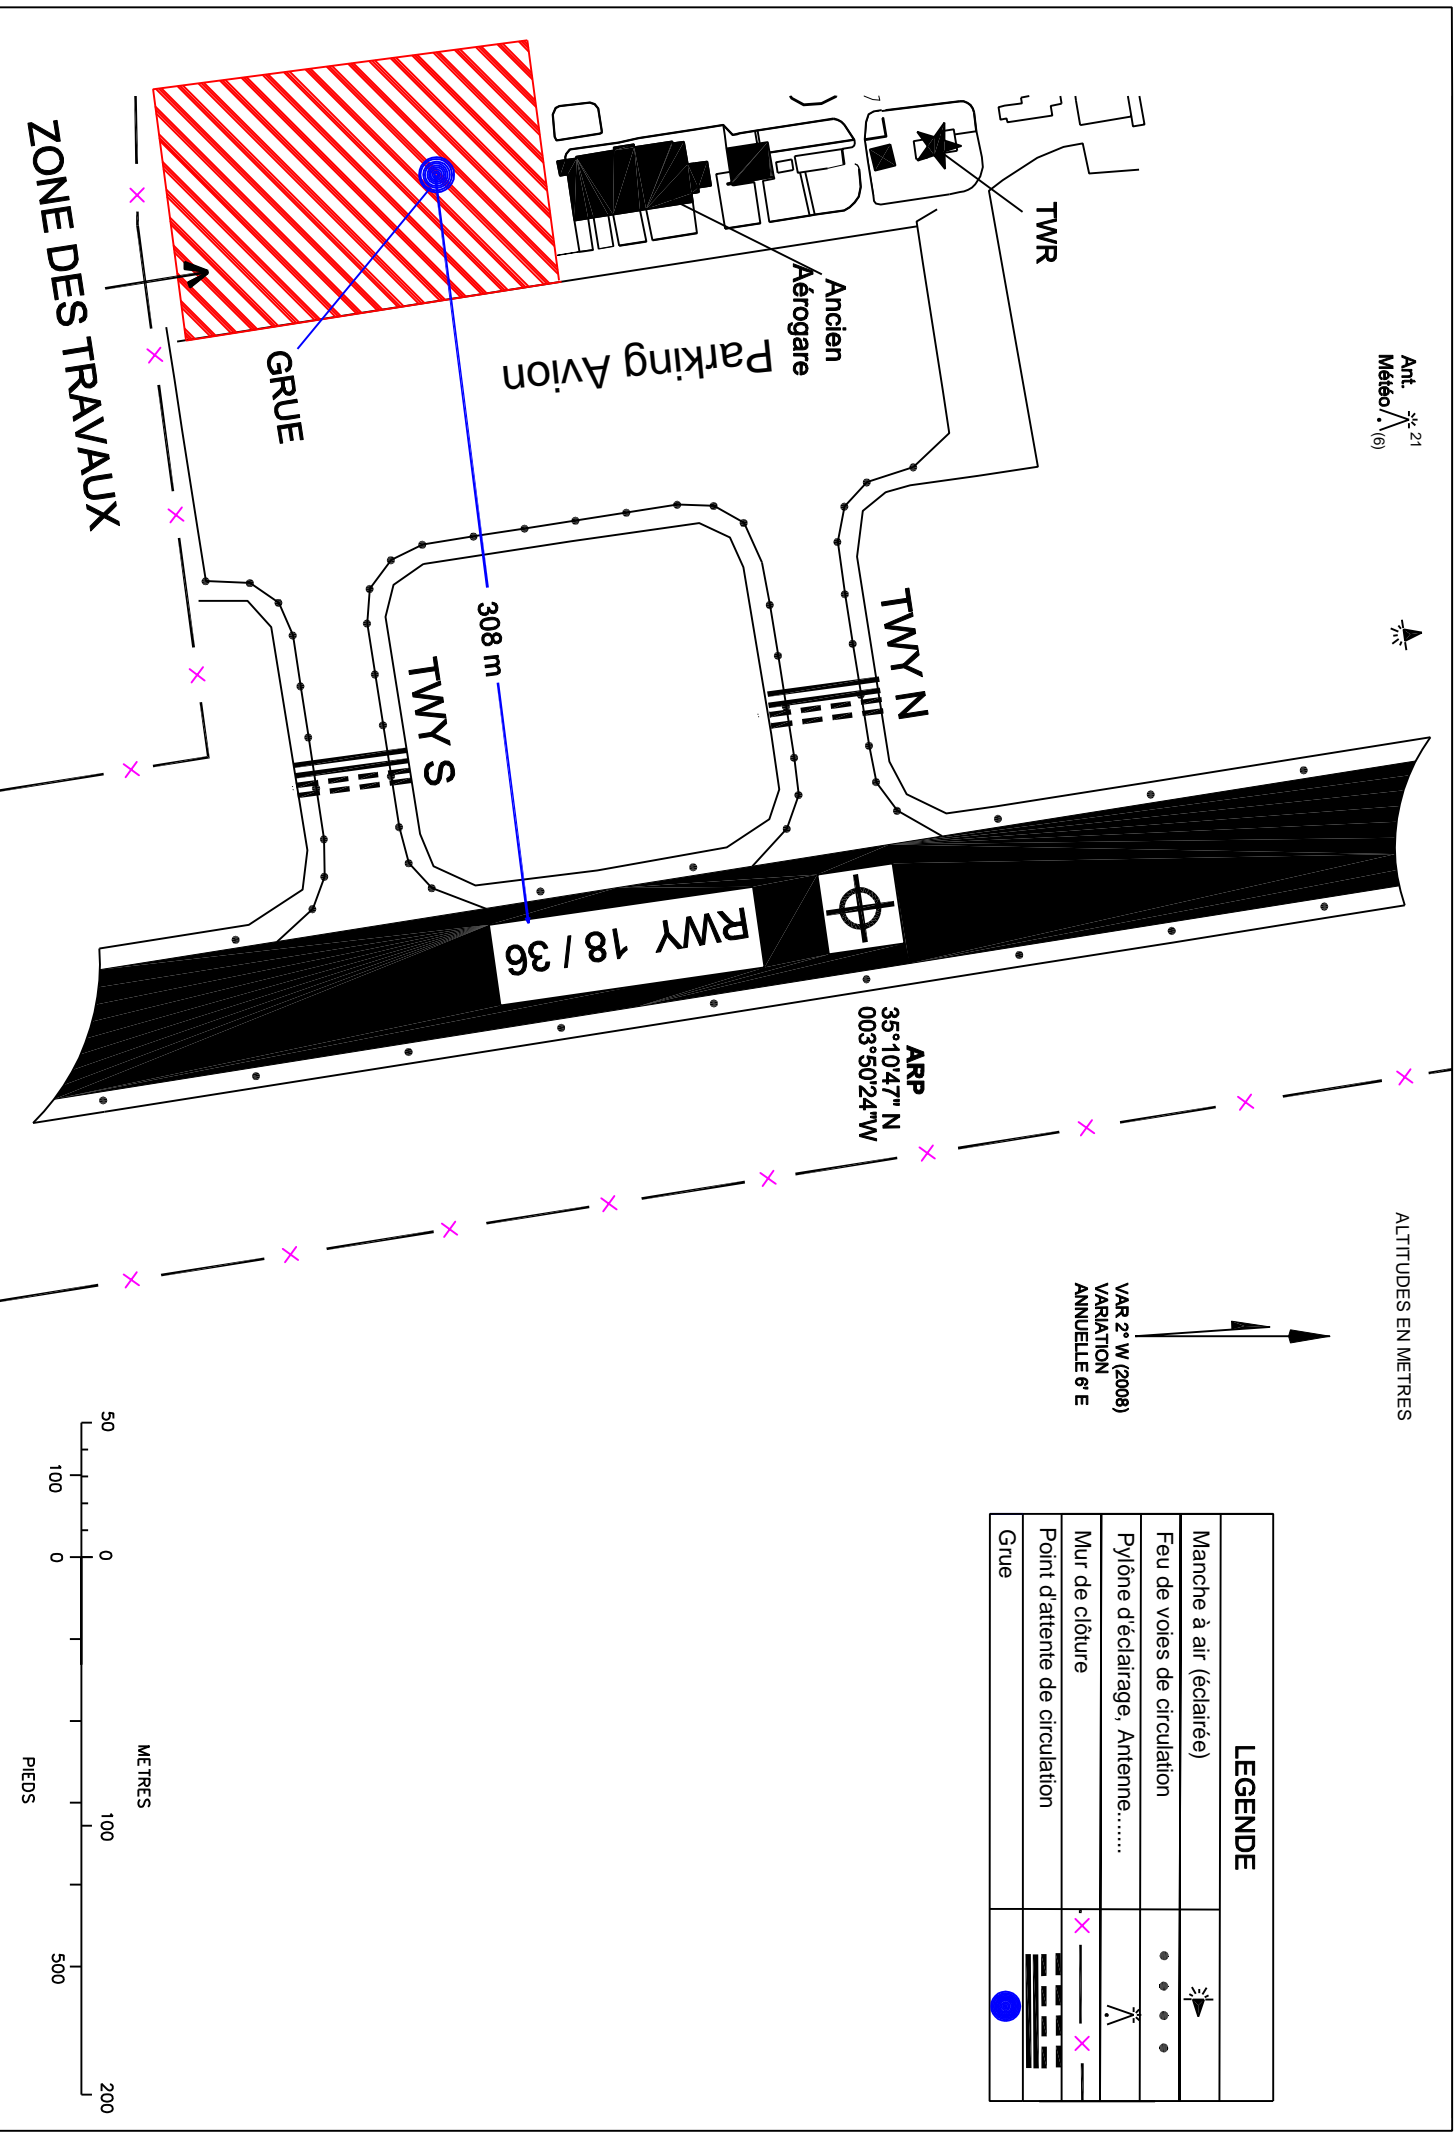 Ant.
Météo
21
(6)
ALTITUDES EN METRES
LEGENDE
Manche à air (éclairée)
Feu de voies de circulation
Pylône d'éclairage, Antenne.......
Mur de clôture
Point d'attente de circulation
Grue
VAR 2° W (2008)
VARIATION
ANNUELLE 6' E
TWR
Ancien
Aérogare
Parking Avion
TWY N
TWY S
308 m
RWY 18 / 36
ARP
35°10'47" N
003°50'24"W
GRUE
ZONE DES TRAVAUX
METRES
50 0 100 200
100 0 500
PIEDS